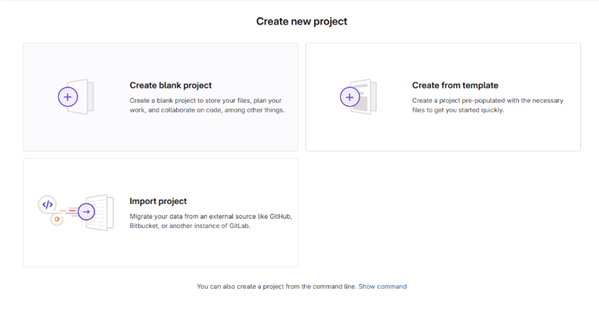 Create new project
Create blank project
Create a blank project to store your files, plan your
work, and collaborate on code, among other things.
Create from template
Create a project pre-populated with the necessary
files to get you started quickly.
Import project
Migrate your data from an external source like GitHub,
Bitbucket, or another instance of GitLab.
You can also create a project from the command line. Show command